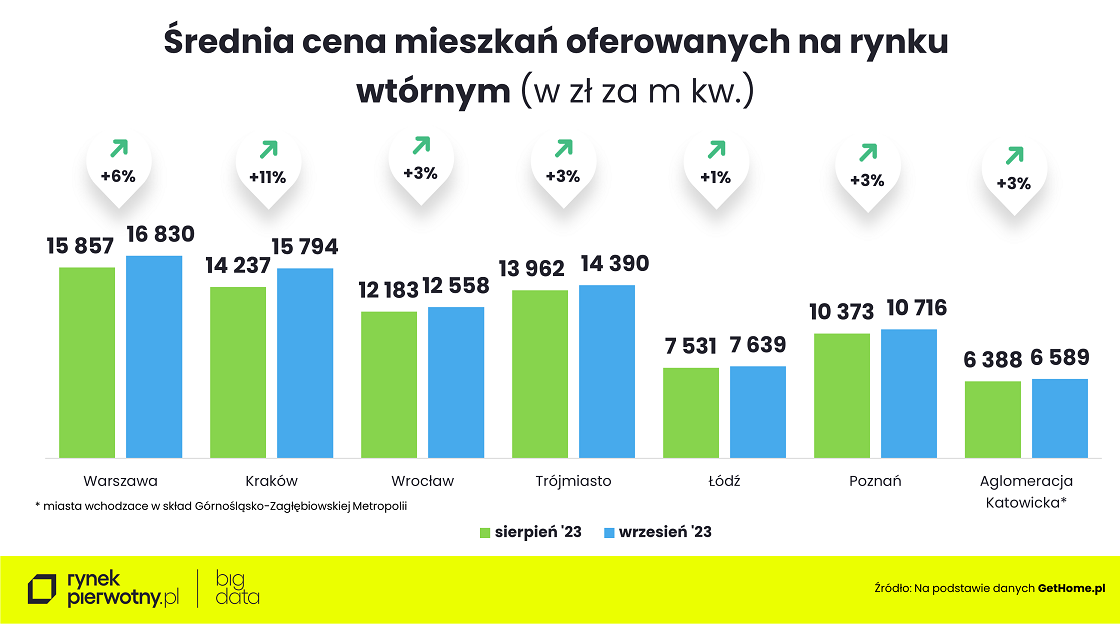 Średnia cena mieszkań oferowanych na rynku
wtórnym (w zł za m kw.)
+6%
+11%
+3%
+3%
+1%
+3%
+3%
15 857
16 830
14 237
15 794
12 183
12 558
13 962
14 390
7 531
7 639
10 373
10 716
6 388
6 589
Warszawa
Kraków
Wrocław
Trójmiasto
Łódź
Poznań
Aglomeracja
Katowicka*
* miasta wchodzace w skład Górnośląsko-Zagłębiowskiej Metropolii
sierpień '23
wrzesień '23
rynek
pierwotny.pl
big
data
Źródło: Na podstawie danych GetHome.pl